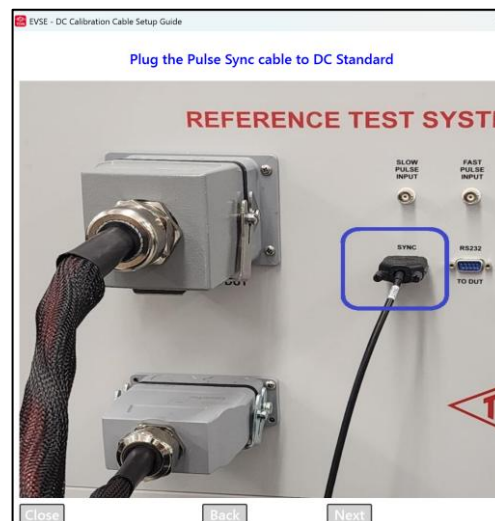 EVSE - DC Calibration Cable Setup Guide
Plug the Pulse Sync cable to DC Standard
REFERENCE TEST SYST
SLOW
PULSE
INPUT
FAST
PULSE
INPUT
SYNC
RS232
OUT
TO DUT
Close
Back
Next